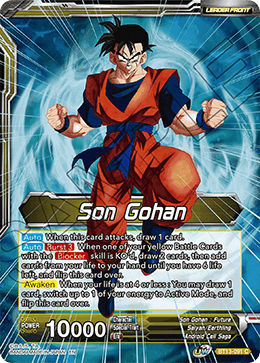 LEADER FRONT
Son Gohan
Auto When this card attacks, draw 1 card.
Auto Burst 3 When one of your yellow Battle Cards
with the Blocker skill is KO'd, draw 2 cards, then add
cards from your life to your hand until you have 6 life
left, and flip this card over.
Awaken When your life is at 4 or less: You may draw 1
card, switch up to 1 of your energy to Active Mode, and
flip this card over.
POWER
10000
Character
Special Trait
Era
Son Gohan : Future
Saiyan/Earthling
Android/Cell Saga
BT13-091 C